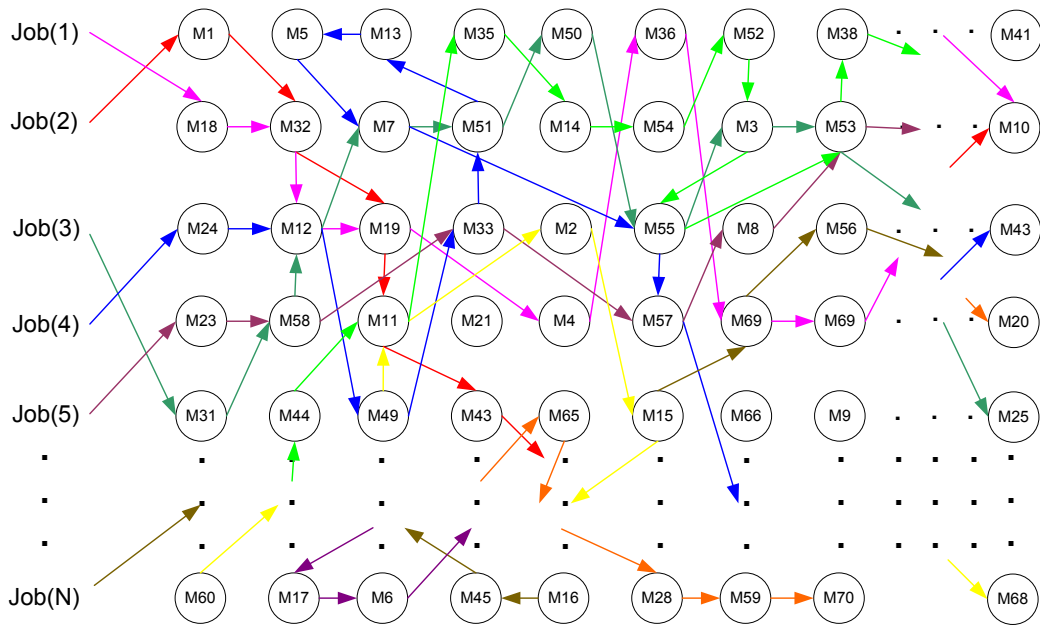 Job(1) M1 M5 M13 M35 M50 M36 M52 M38 M41
Job(2) M18 M32 M7 M51 M14 M54 M3 M53 M10
Job(3) M24 M12 M19 M33 M2 M55 M8 M56 M43
Job(4) M23 M58 M11 M21 M4 M57 M69 M69 M20
Job(5) M31 M44 M49 M43 M65 M15 M66 M9 M25
Job(N) M60 M17 M6 M45 M16 M28 M59 M70 M68